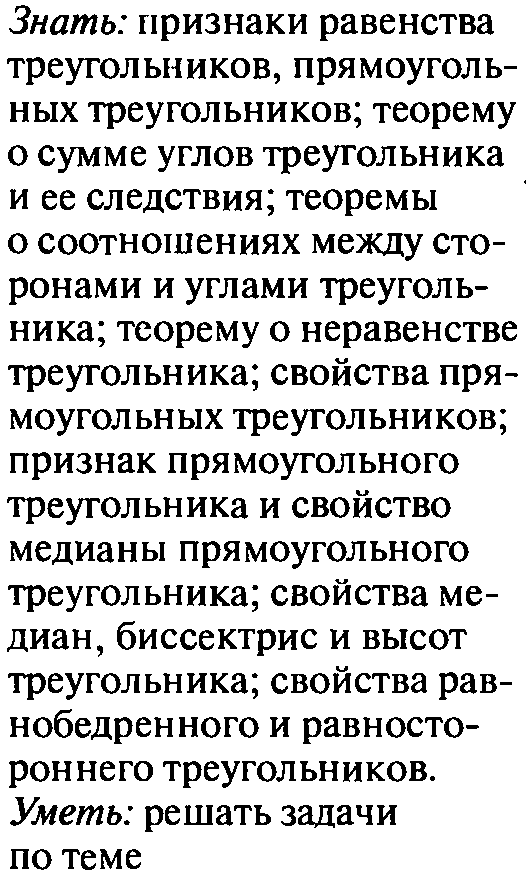 Знать: признаки равенства
треугольников, прямоуголь-
ных треугольников; теорему
о сумме углов треугольника
и ее следствия; теоремы
о соотношениях между сто-
ронами и углами треуголь-
ника; теорему о неравенстве
треугольника; свойства пря-
моугольных треугольников;
признак прямоугольного
треугольника и свойство
медианы прямоугольного
треугольника; свойства ме-
диан, биссектрис и высот
треугольника; свойства рав-
нобедренного и равносто-
роннего треугольников.
Уметь: решать задачи
по теме